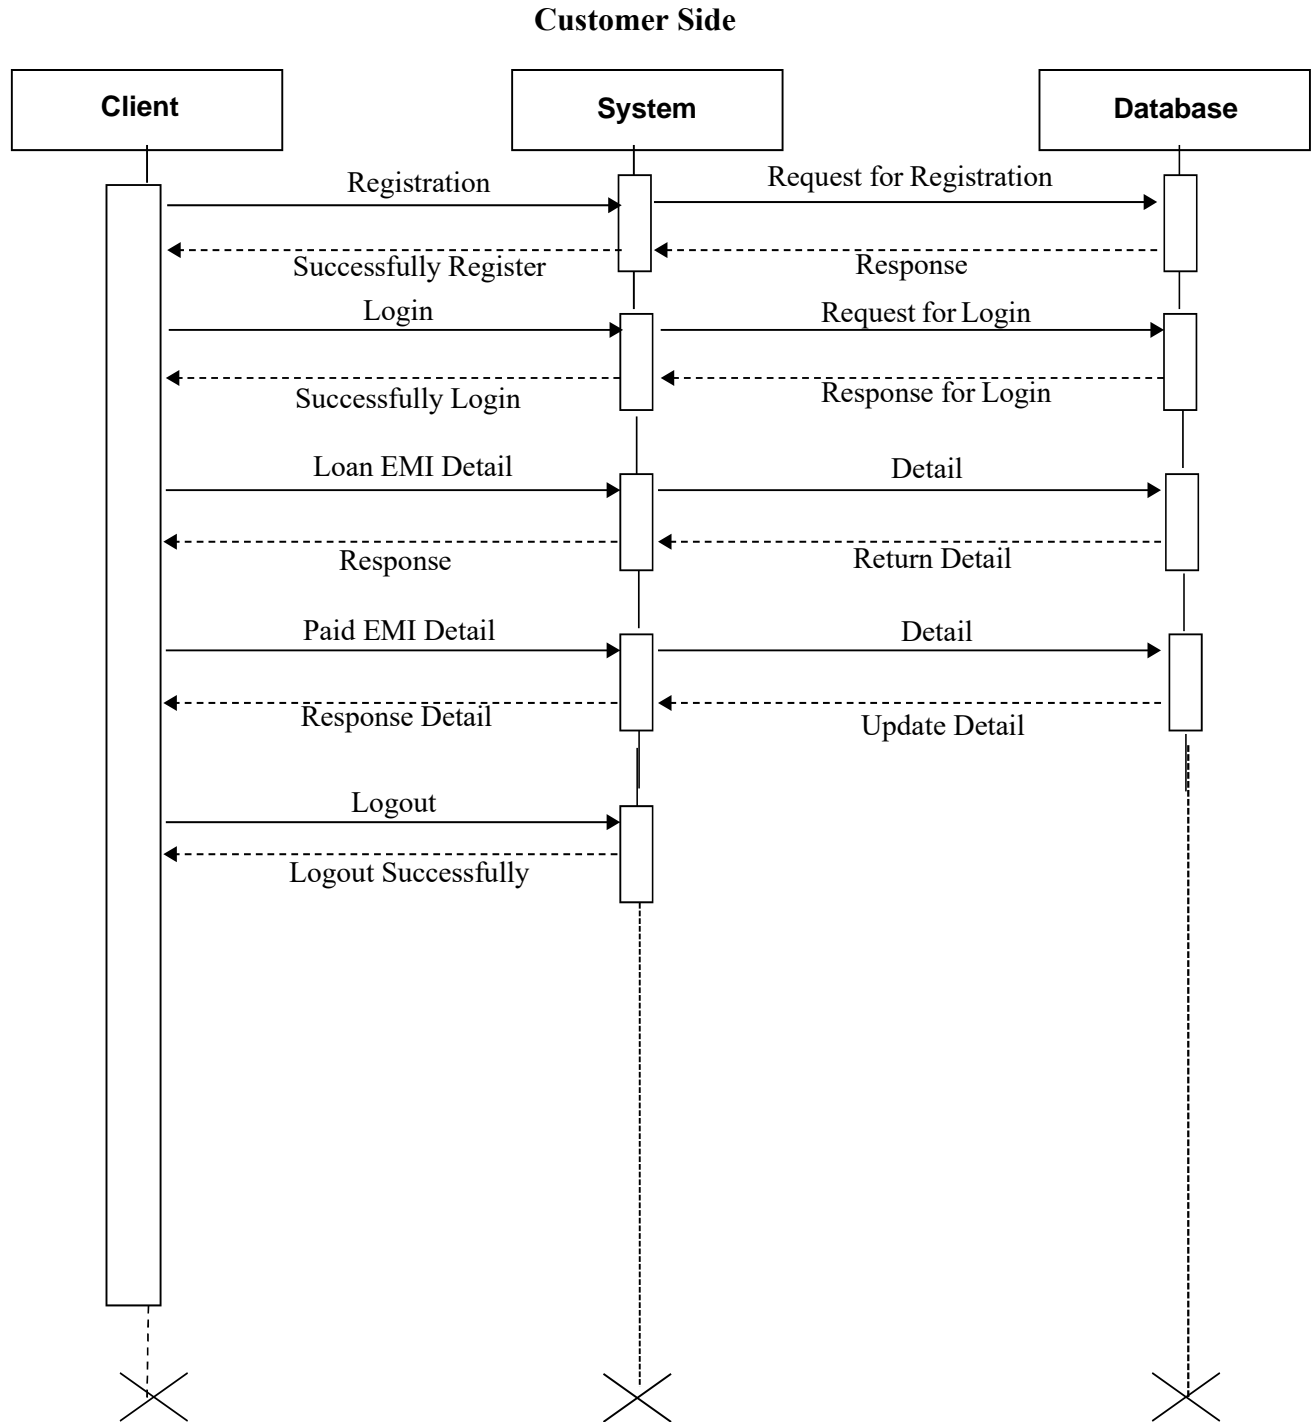 Customer Side
Client
System
Database
Registration
Request for Registration
Successfully Register
Response
Login
Request for Login
Successfully Login
Response for Login
Loan EMI Detail
Detail
Response
Return Detail
Paid EMI Detail
Detail
Response Detail
Update Detail
Logout
Logout Successfully